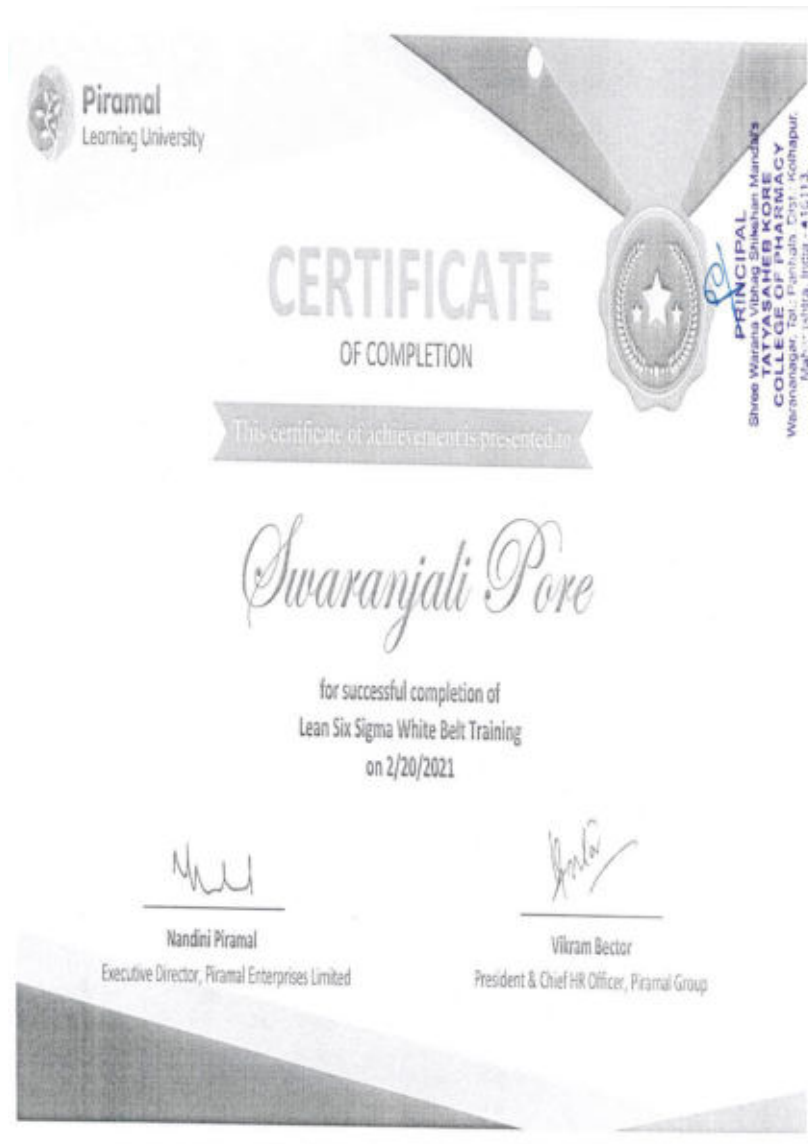 Piramal
Learning University
CERTIFICATE
OF COMPLETION
This certificate of achievement is presented to
Swaranjali Pore
for successful completion of
Lean Six Sigma White Belt Training
on 2/20/2021
Nandini Piramal
Executive Director, Piramal Enterprises Limited
Vikram Bector
President & Chief HR Officer, Piramal Group
PRINCIPAL
Shree Warana Vibhag Shikshan Mandal's
TATYASAHEB KORE
COLLEGE OF PHARMACY
Warananagar, Tal.: Panhala, Dist.: Kolhapur.
India - 416113.